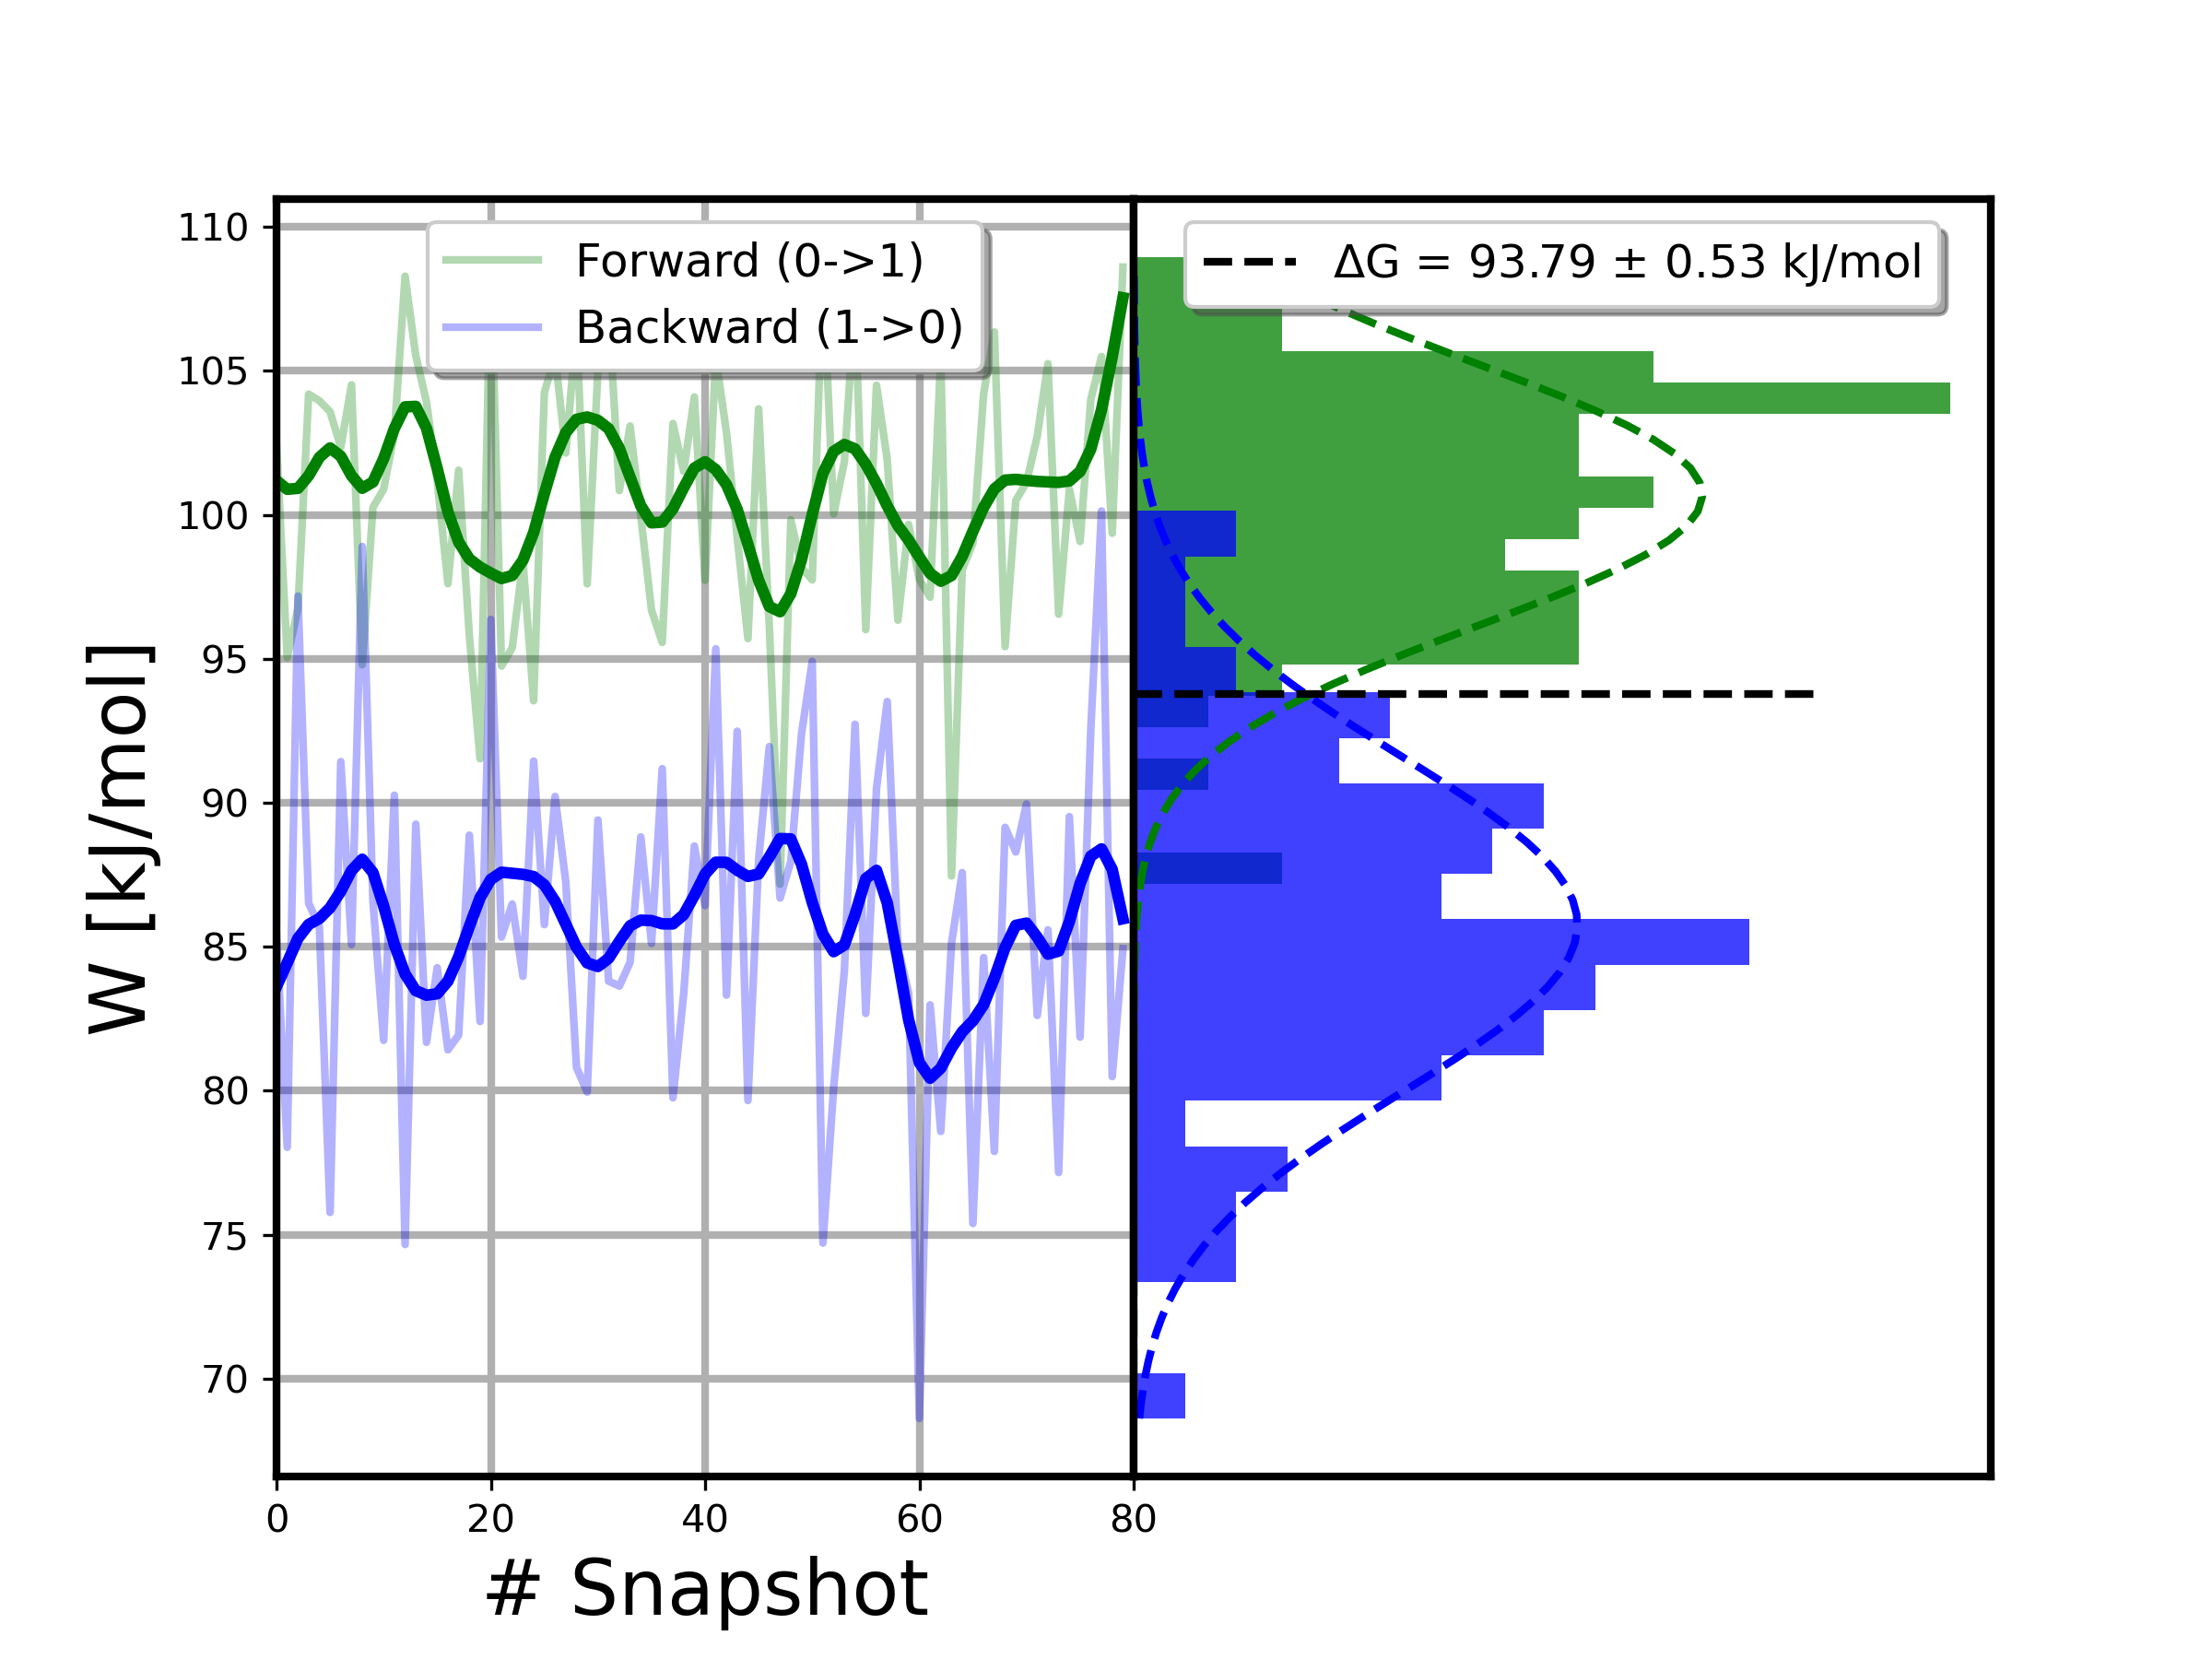 Forward (0->1)
Backward (1->0)
ΔG = 93.79 ± 0.53 kJ/mol
W [kJ/mol]
110
105
100
95
90
85
80
75
70
0 20 40 60 80
# Snapshot